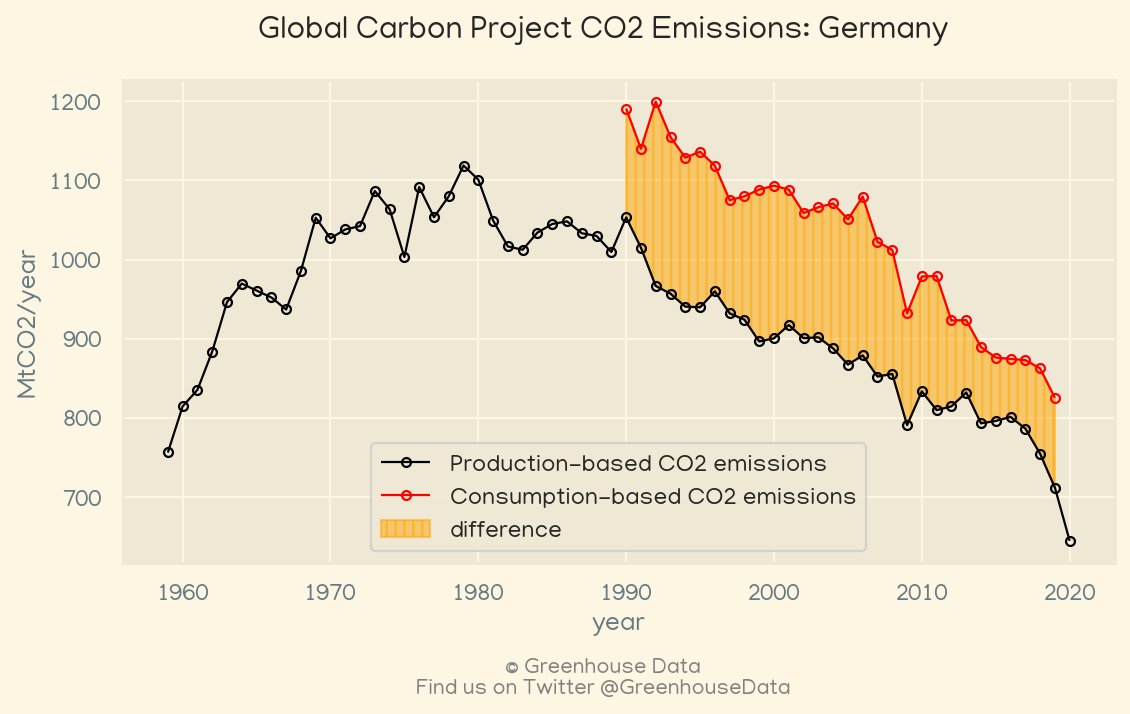 Global Carbon Project CO2 Emissions: Germany
1200
1100
1000
900
800
700
MtCO2/year
Production-based CO2 emissions
Consumption-based CO2 emissions
difference
1960 1970 1980 1990 2000 2010 2020
year
© Greenhouse Data
Find us on Twitter @GreenhouseData